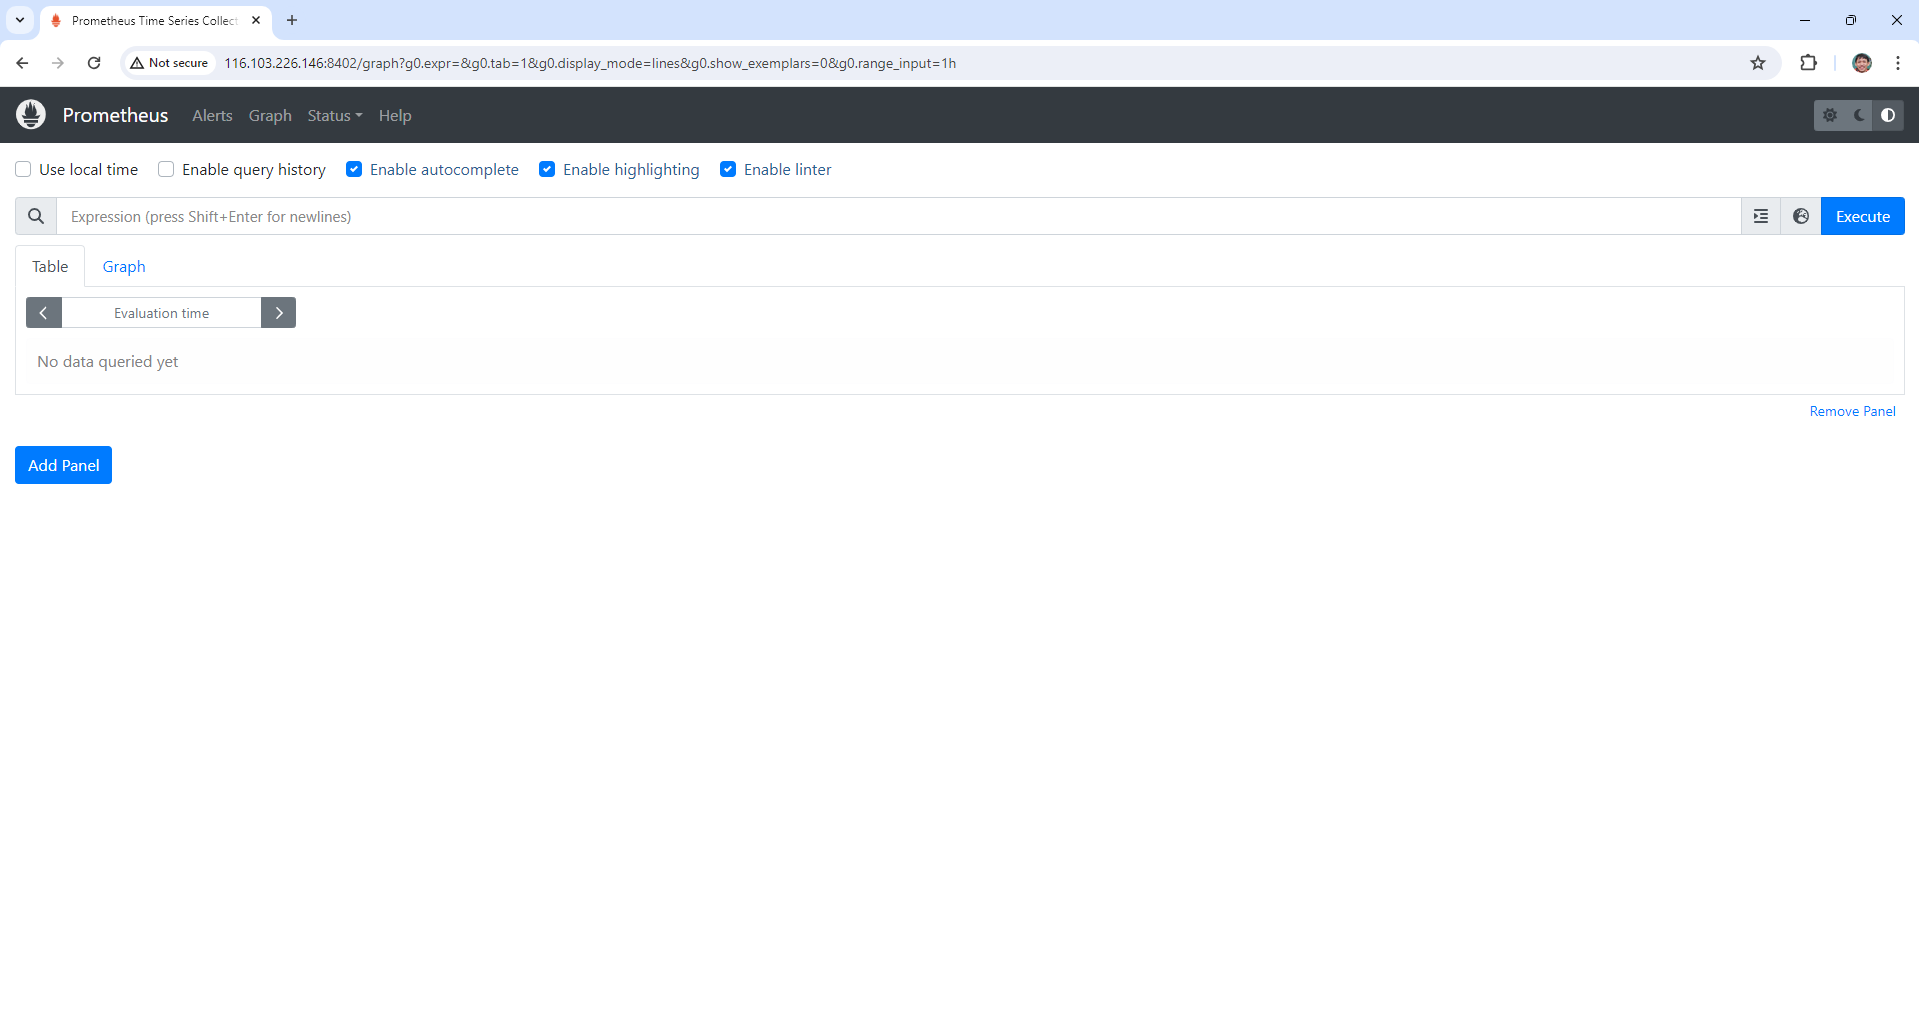 Prometheus Time Series Collect
Not secure 116.103.226.146:8402/graph?g0.expr=&g0.tab=1&g0.display_mode=lines&g0.show_exemplars=0&g0.range_input=1h
Prometheus Alerts Graph Status Help
Use local time Enable query history Enable autocomplete Enable highlighting Enable linter
Expression (press Shift+Enter for newlines) Execute
Table Graph
Evaluation time
No data queried yet
Remove Panel
Add Panel